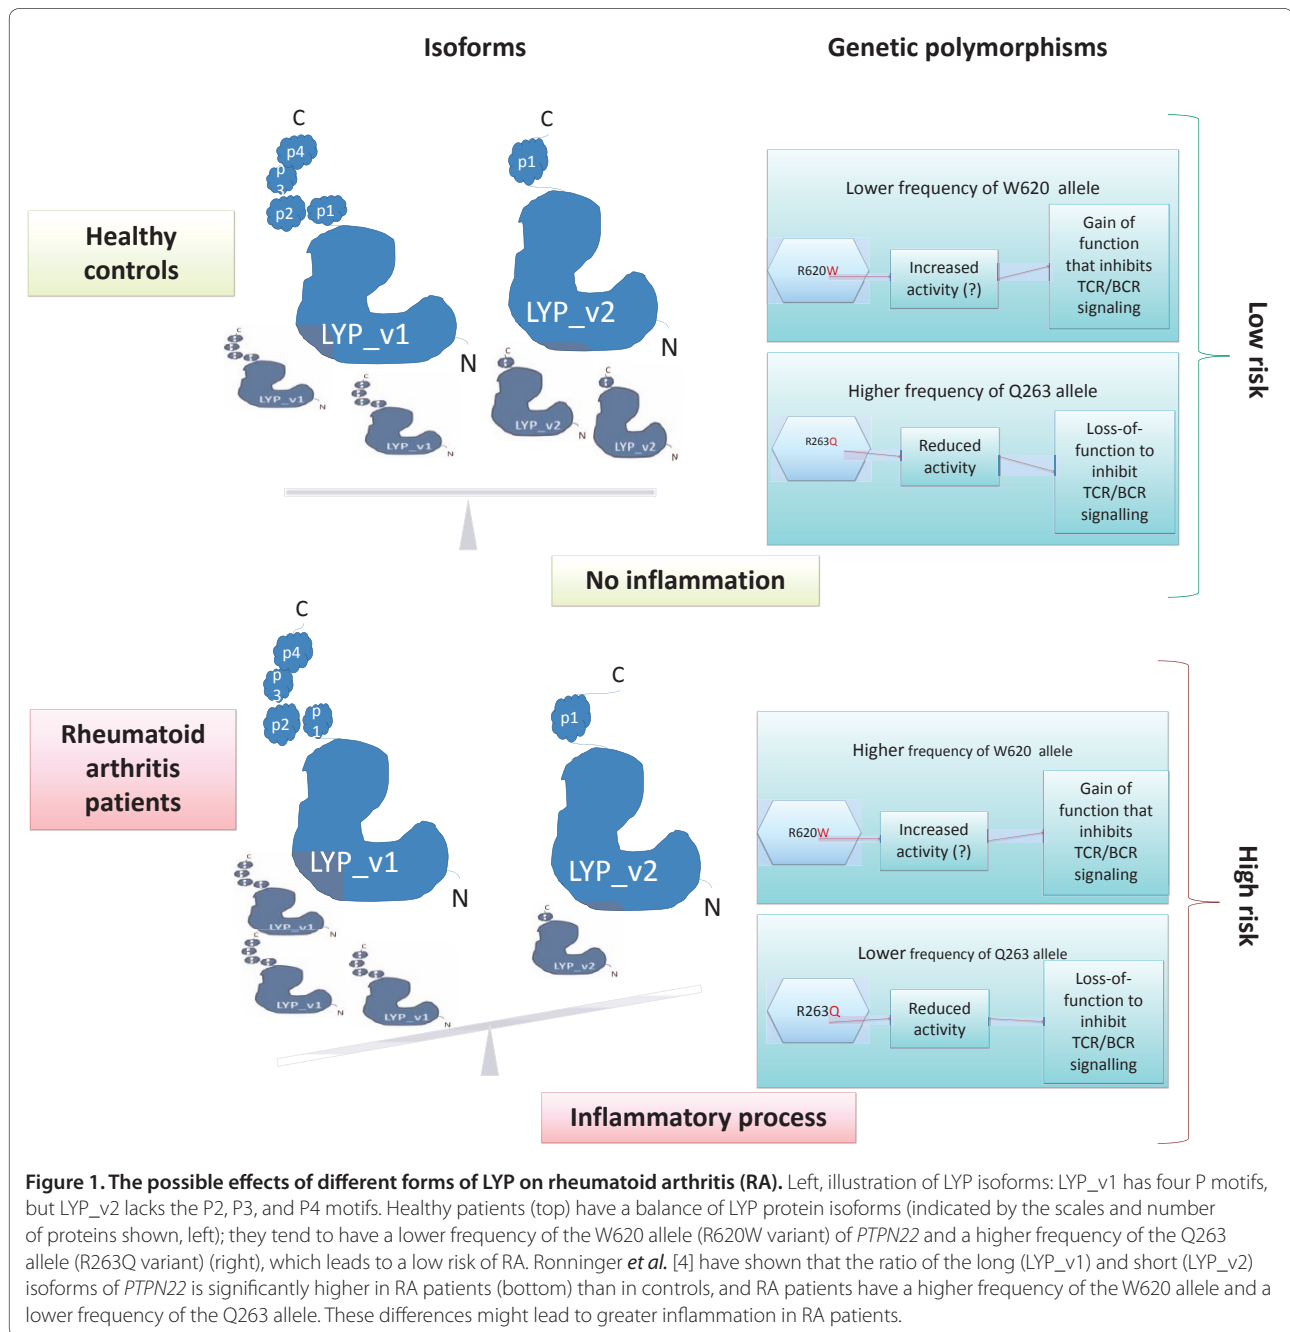 Isoforms
Genetic polymorphisms
C
p4
p
3
p2
p1
LYP_v1
N
C
p1
LYP_v2
N
Healthy
controls
C
LYP_v1
N
C
LYP_v1
N
C
LYP_v2
N
C
LYP_v2
N
Lower frequency of W620 allele
R620W
Increased
activity (?)
Gain of
function
that inhibits
TCR/BCR
signaling
Higher frequency of Q263 allele
R263Q
Reduced
activity
Loss-of-
function to
inhibit
TCR/BCR
signalling
Low risk
No inflammation
C
p4
p
3
p2
p
1
LYP_v1
N
C
p1
LYP_v2
N
Rheumatoid
arthritis
patients
C
LYP_v1
N
C
LYP_v1
N
C
LYP_v1
N
C
LYP_v2
N
Higher frequency of W620 allele
R620W
Increased
activity (?)
Gain of
function that
inhibits
TCR/BCR
signaling
Lower frequency of Q263 allele
R263Q
Reduced
activity
Loss-of-
function to
inhibit
TCR/BCR
signalling
High risk
Inflammatory process
Figure 1. The possible effects of different forms of LYP on rheumatoid arthritis (RA). Left, illustration of LYP isoforms: LYP_v1 has four P motifs,
but LYP_v2 lacks the P2, P3, and P4 motifs. Healthy patients (top) have a balance of LYP protein isoforms (indicated by the scales and number
of proteins shown, left); they tend to have a lower frequency of the W620 allele (R620W variant) of PTPN22 and a higher frequency of the Q263
allele (R263Q variant) (right), which leads to a low risk of RA. Ronninger et al. [4] have shown that the ratio of the long (LYP_v1) and short (LYP_v2)
isoforms of PTPN22 is significantly higher in RA patients (bottom) than in controls, and RA patients have a higher frequency of the W620 allele and a
lower frequency of the Q263 allele. These differences might lead to greater inflammation in RA patients.